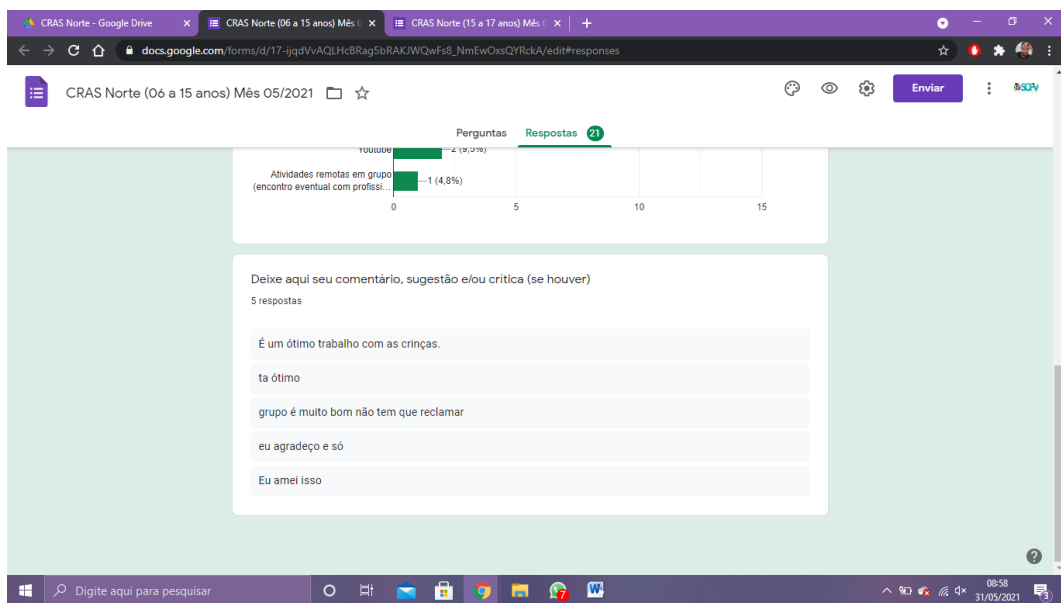 CRAS Norte - Google Drive
CRAS Norte (06 a 15 anos) Mês 0
CRAS Norte (15 a 17 anos) Mês 0
docs.google.com/forms/d/17-ijqdVvAQLHcBRag5bRAKJWQwFs8_NmEwOxsQYRckA/edit#responses
CRAS Norte (06 a 15 anos) Mês 05/2021
Enviar
SCFV
Perguntas
Respostas 21
Youtube
2 (9,5%)
Atividades remotas em grupo
(encontro eventual com profissi...
1 (4,8%)
0 5 10 15
Deixe aqui seu comentário, sugestão e/ou critica (se houver)
5 respostas
É um ótimo trabalho com as crinças.
ta ótimo
grupo é muito bom não tem que reclamar
eu agradeço e só
Eu amei isso
Digite aqui para pesquisar
7
08:58
31/05/2021
3